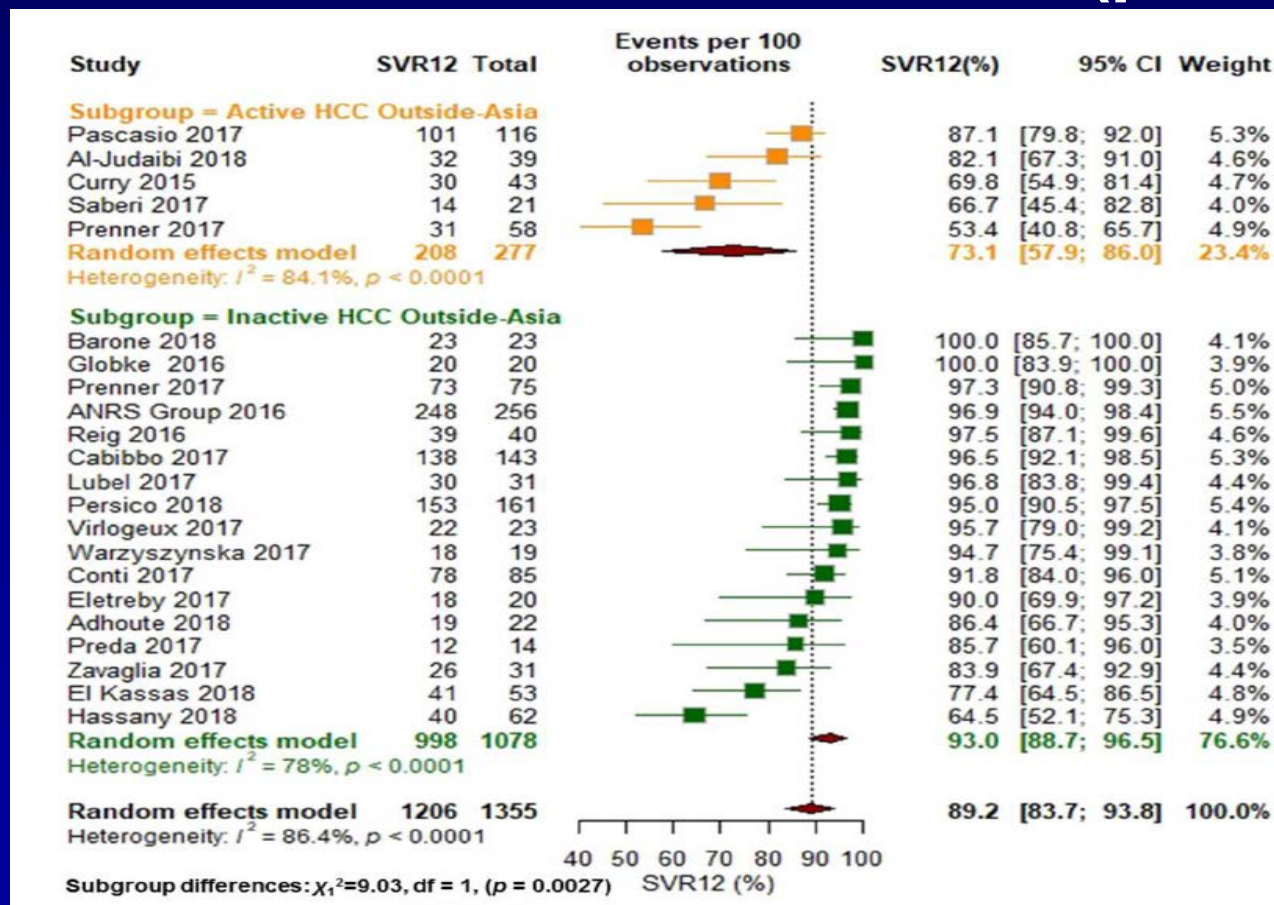 Events per 100
Study SVR12 Total observations SVR12(%) 95% CI Weight
Subgroup = Active HCC Outside-Asia
Pascasio 2017 101 116 87.1 [79.8; 92.0] 5.3%
Al-Judaibi 2018 32 39 82.1 [67.3; 91.0] 4.6%
Curry 2015 30 43 69.8 [54.9; 81.4] 4.7%
Saberi 2017 14 21 66.7 [45.4; 82.8] 4.0%
Prenner 2017 31 58 53.4 [40.8; 65.7] 4.9%
Random effects model 208 277 73.1 [57.9; 86.0] 23.4%
Heterogeneity: I² = 84.1%, p < 0.0001
Subgroup = Inactive HCC Outside-Asia
Barone 2018 23 23 100.0 [85.7; 100.0] 4.1%
Globke 2016 20 20 100.0 [83.9; 100.0] 3.9%
Prenner 2017 73 75 97.3 [90.8; 99.3] 5.0%
ANRS Group 2016 248 256 96.9 [94.0; 98.4] 5.5%
Reig 2016 39 40 97.5 [87.1; 99.6] 4.6%
Cabibbo 2017 138 143 96.5 [92.1; 98.5] 5.3%
Lubel 2017 30 31 96.8 [83.8; 99.4] 4.4%
Persico 2018 153 161 95.0 [90.5; 97.5] 5.4%
Virlogeux 2017 22 23 95.7 [79.0; 99.2] 4.1%
Warzyszynska 2017 18 19 94.7 [75.4; 99.1] 3.8%
Conti 2017 78 85 91.8 [84.0; 96.0] 5.1%
Eletreby 2017 18 20 90.0 [69.9; 97.2] 3.9%
Adhoute 2018 19 22 86.4 [66.7; 95.3] 4.0%
Preda 2017 12 14 85.7 [60.1; 96.0] 3.5%
Zavaglia 2017 26 31 83.9 [67.4; 92.9] 4.4%
El Kassas 2018 41 53 77.4 [64.5; 86.5] 4.8%
Hassany 2018 40 62 64.5 [52.1; 75.3] 4.9%
Random effects model 998 1078 93.0 [88.7; 96.5] 76.6%
Heterogeneity: I² = 78%, p < 0.0001
Random effects model 1206 1355 89.2 [83.7; 93.8] 100.0%
Heterogeneity: I² = 86.4%, p < 0.0001
40 50 60 70 80 90 100
Subgroup differences: χ₁²=9.03, df = 1, (p = 0.0027) SVR12 (%)